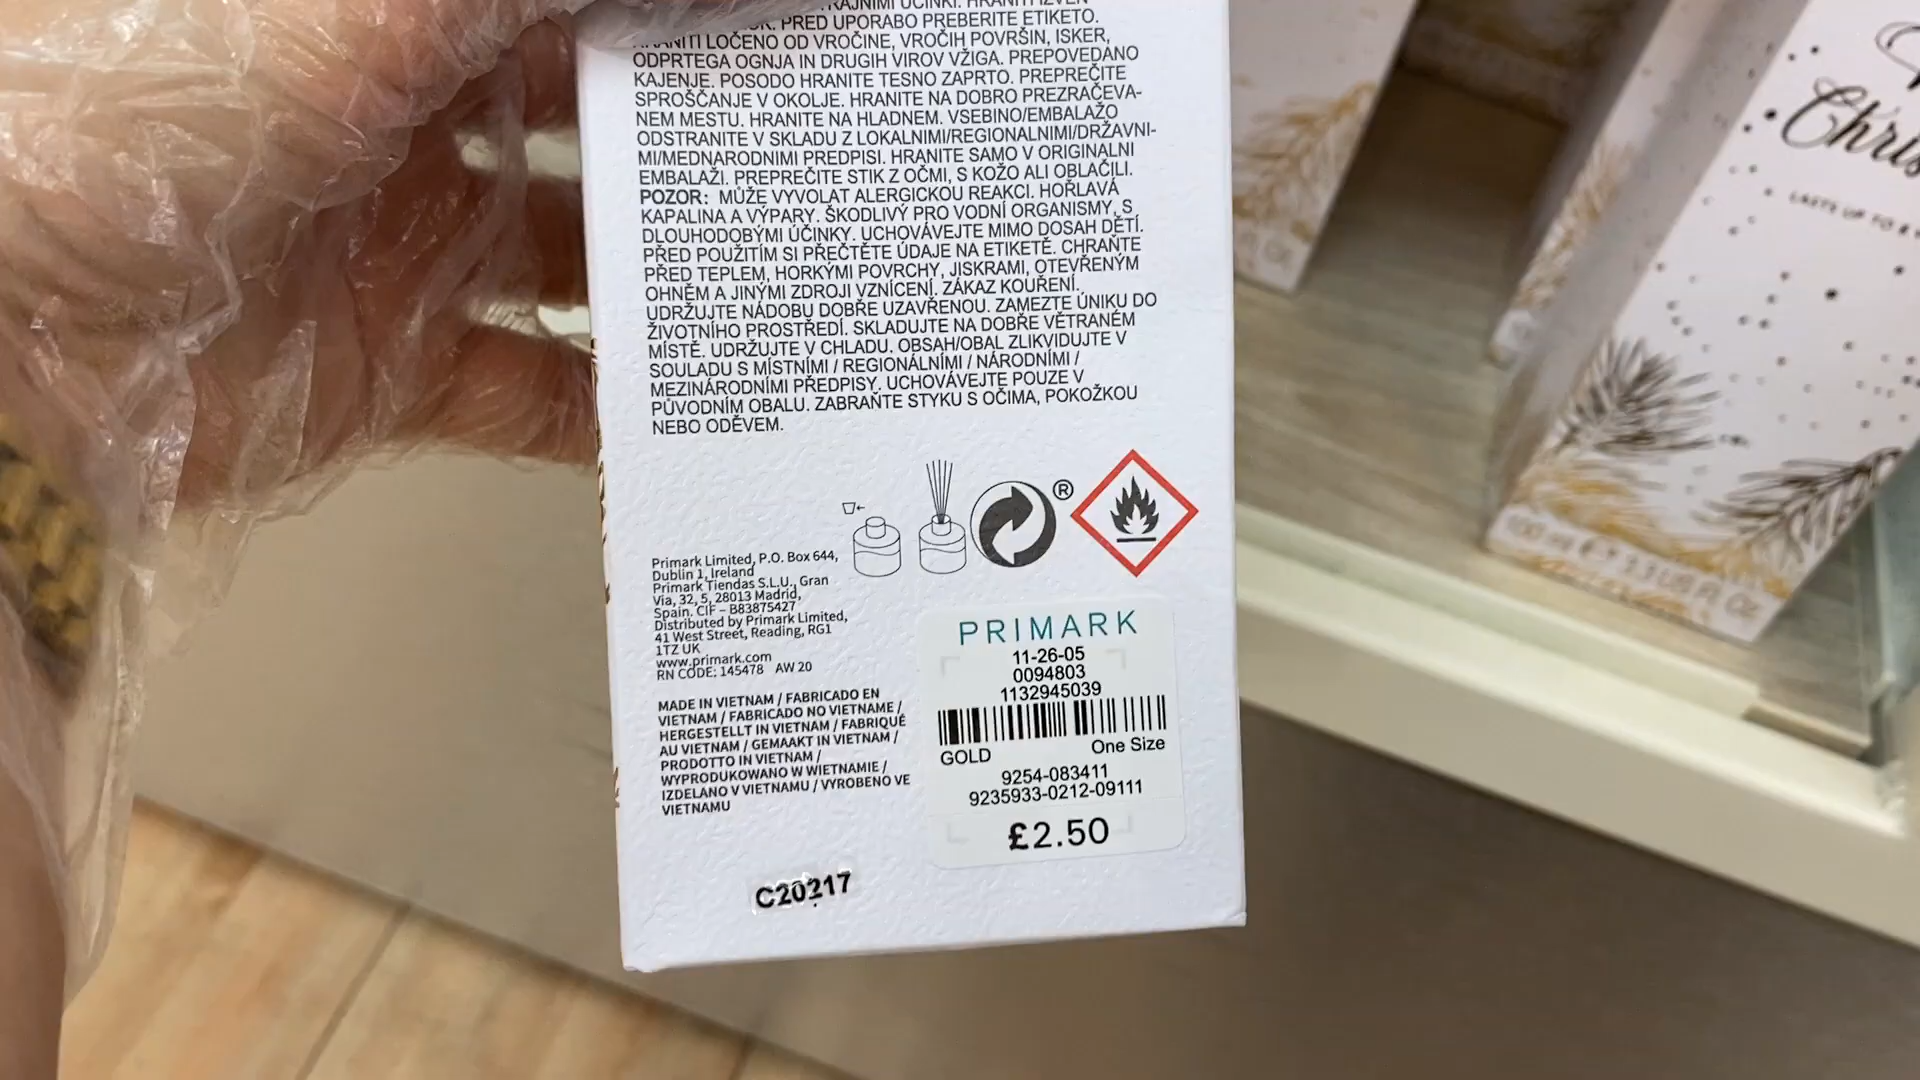 PRED UPORABO PREBERITE ETIKETO.
LOČENO OD VROČINE, VROČIH POVRŠIN, ISKER,
ODPRTEGA OGNJA IN DRUGIH VIROV VŽIGA. PREPOVEDANO
KAJENJE. POSODO HRANITE TESNO ZAPRTO. PREPREČITE
SPROŠČANJE V OKOLJE. HRANITE NA DOBRO PREZRAČEVA-
NEM MESTU. HRANITE NA HLADNEM. VSEBINO/EMBALAŽO
ODSTRANITE V SKLADU Z LOKALNIMI/REGIONALNIMI/DRŽAVNI-
MI/MEDNARODNIMI PREDPISI. HRANITE SAMO V ORIGINALNI
EMBALAŽI. PREPREČITE STIK Z OČMI, S KOŽO ALI OBLAČILI.
POZOR: MŮŽE VYVOLAT ALERGICKOU REAKCI. HOŘLAVÁ
KAPALINA A VÝPARY. ŠKODLIVÝ PRO VODNÍ ORGANISMY, S
DLOUHODOBÝMI ÚČINKY. UCHOVÁVEJTE MIMO DOSAH DĚTÍ.
PŘED POUŽITÍM SI PŘEČTĚTE ÚDAJE NA ETIKETĚ. CHRAŇTE
PŘED TEPLEM, HORKÝMI POVRCHY, JISKRAMI, OTEVŘENÝM
OHNĚM A JINÝMI ZDROJI VZNÍCENÍ. ZÁKAZ KOUŘENÍ.
UDRŽUJTE NÁDOBU DOBŘE UZAVŘENOU. ZAMEZTE ÚNIKU DO
ŽIVOTNÍHO PROSTŘEDÍ. SKLADUJTE NA DOBŘE VĚTRANÉM
MÍSTĚ. UDRŽUJTE V CHLADU. OBSAH/OBAL ZLIKVIDUJTE V
SOULADU S MÍSTNÍMI / REGIONÁLNÍMI / NÁRODNÍMI /
MEZINÁRODNÍMI PŘEDPISY. UCHOVÁVEJTE POUZE V
PŮVODNÍM OBALU. ZABRAŇTE STYKU S OČIMA, POKOŽKOU
NEBO ODĚVEM.
®
Primark Limited, P.O. Box 644,
Dublin 1, Ireland
Primark Tiendas S.L.U., Gran
Via, 32, 5, 28013 Madrid,
Spain. CIF – B83875427
Distributed by Primark Limited,
41 West Street, Reading, RG1
1TZ UK
www.primark.com
RN CODE: 145478 AW 20
MADE IN VIETNAM / FABRICADO EN
VIETNAM / FABRICADO NO VIETNAME /
HERGESTELLT IN VIETNAM / FABRIQUÉ
AU VIETNAM / GEMAAKT IN VIETNAM /
PRODOTTO IN VIETNAM /
WYPRODUKOWANO W WIETNAMIE /
IZDELANO V VIETNAMU / VYROBENO VE
VIETNAMU
C20217
PRIMARK
11-26-05
0094803
1132945039
GOLD One Size
9254-083411
9235933-0212-09111
£2.50
LASTS UP TO 8
100 ml e 3.3 US Fl Oz